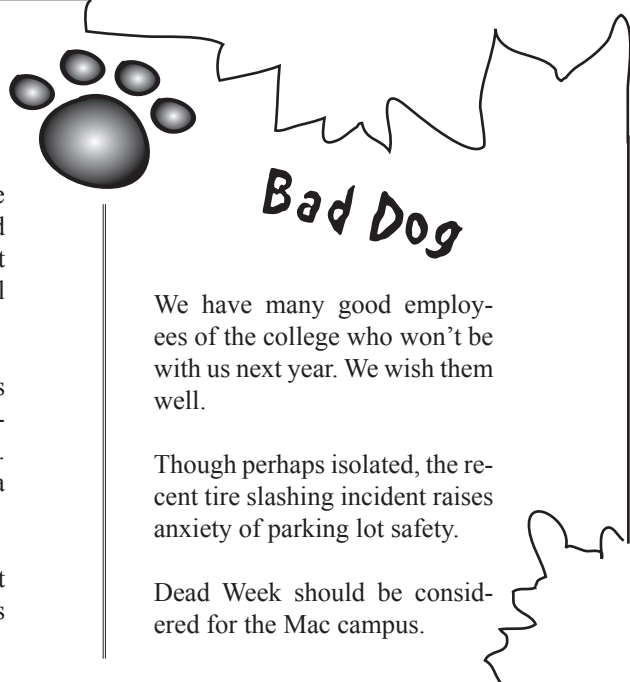 Bad Dog
We have many good employ-
ees of the college who won't be
with us next year. We wish them
well.
Though perhaps isolated, the re-
cent tire slashing incident raises
anxiety of parking lot safety.
Dead Week should be consid-
ered for the Mac campus.